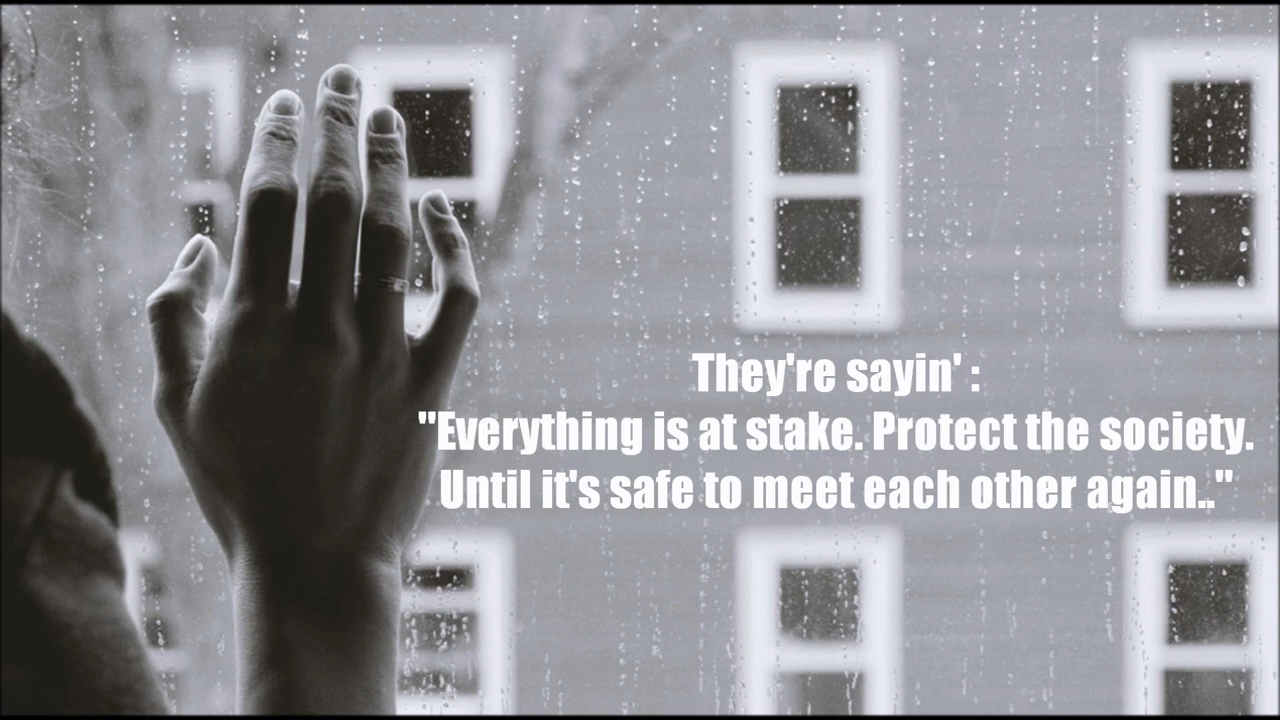 They're sayin' :
"Everything is at stake. Protect the society.
Until it's safe to meet each other again.."